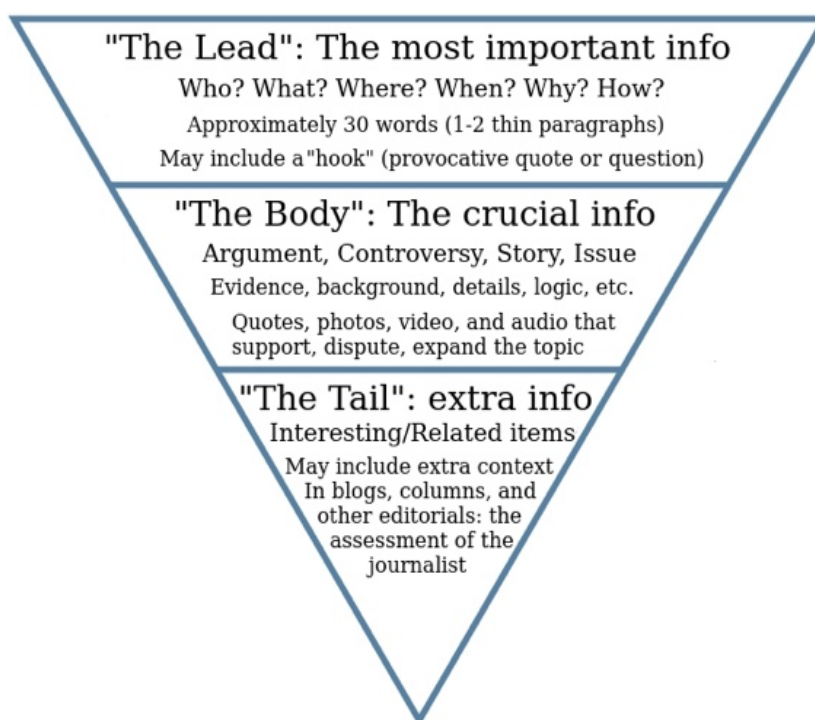 "The Lead": The most important info
Who? What? Where? When? Why? How?
Approximately 30 words (1-2 thin paragraphs)
May include a "hook" (provocative quote or question)
"The Body": The crucial info
Argument, Controversy, Story, Issue
Evidence, background, details, logic, etc.
Quotes, photos, video, and audio that
support, dispute, expand the topic
"The Tail": extra info
Interesting/Related items
May include extra context
In blogs, columns, and
other editorials: the
assessment of the
journalist